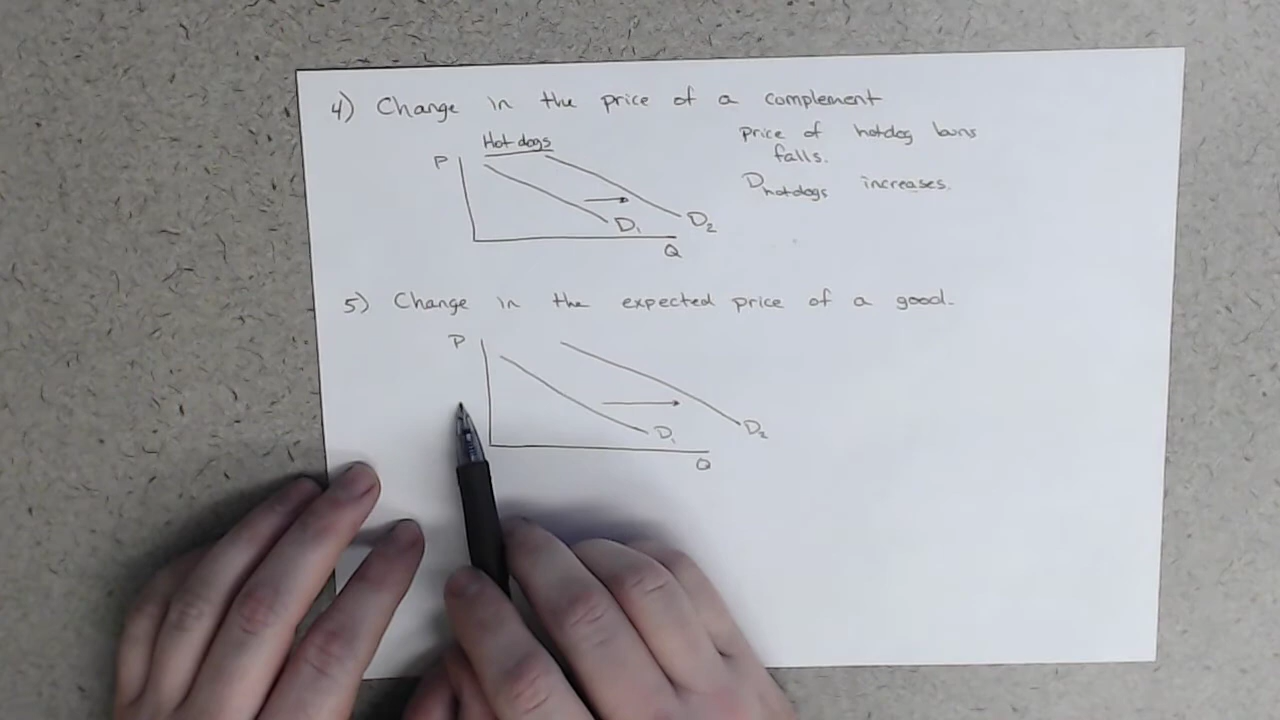 4) Change in the price of a complement
Hot dogs
price of hotdog buns
falls.
P
D hotdogs increases.
D₁
D₂
Q
5) Change in the expected price of a good.
P
D₁
D₂
Q